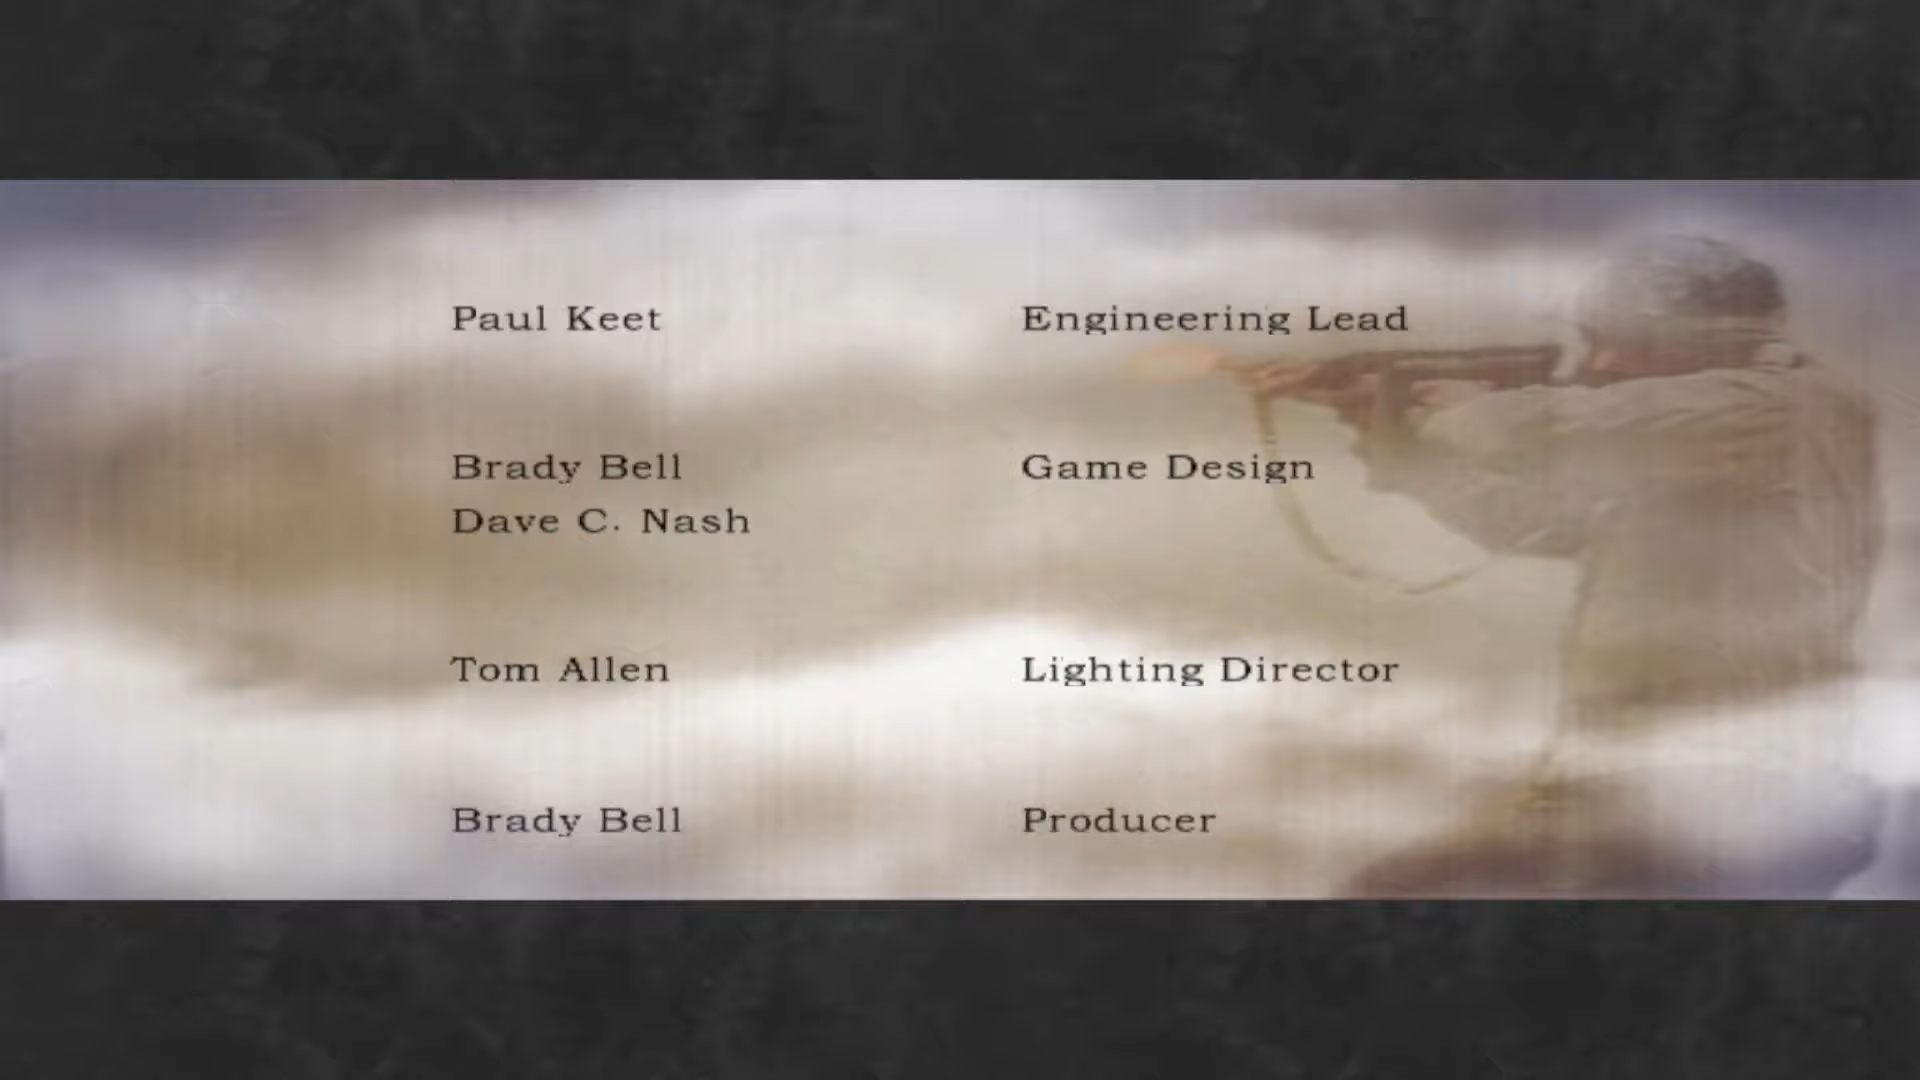 Paul Keet Engineering Lead
Brady Bell Game Design
Dave C. Nash
Tom Allen Lighting Director
Brady Bell Producer